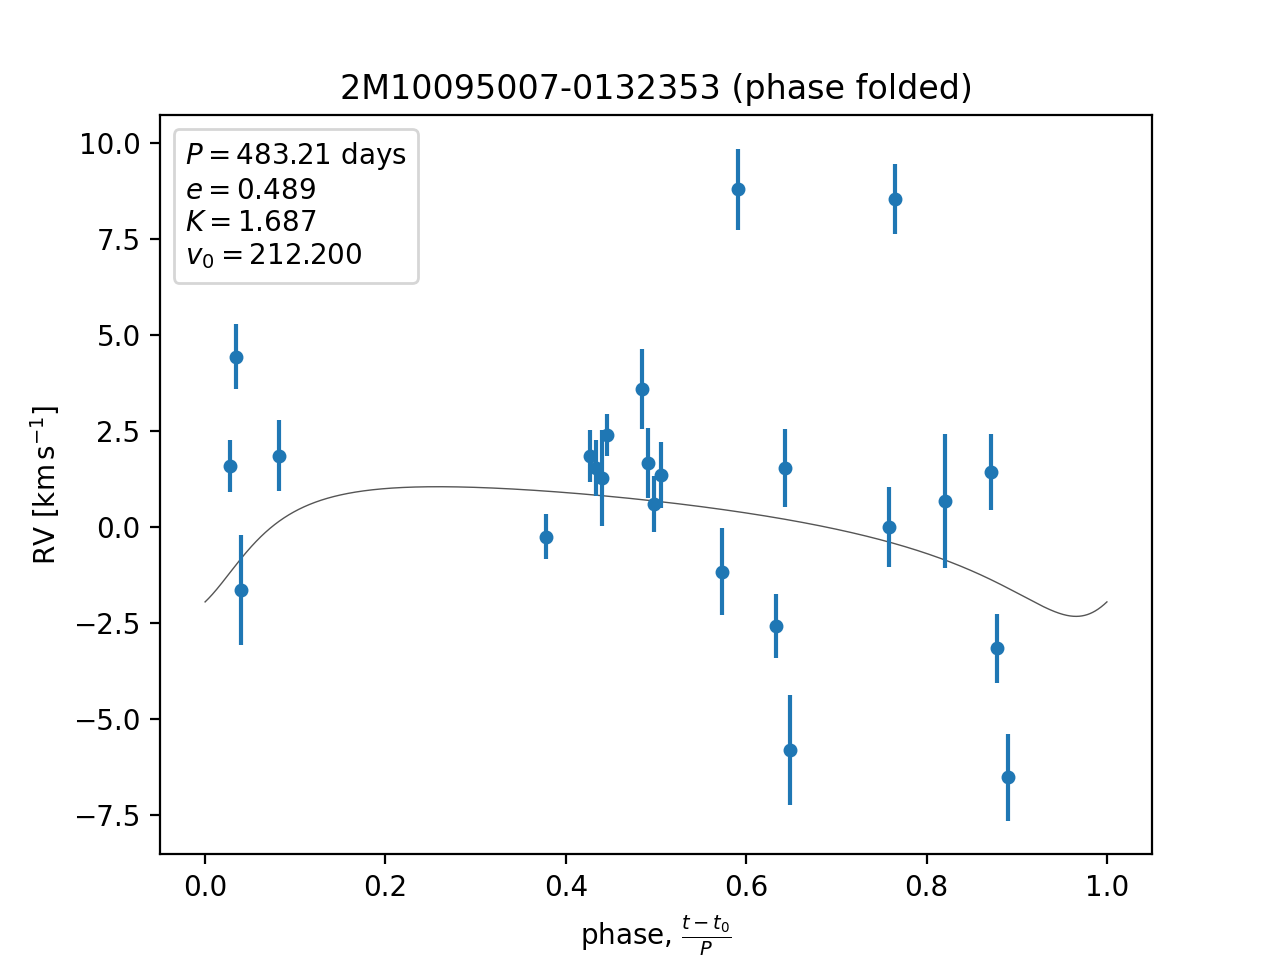 2M10095007-0132353 (phase folded)
P = 483.21 days
e = 0.489
K = 1.687
v₀ = 212.200
RV [km s⁻¹]
10.0
7.5
5.0
2.5
0.0
−2.5
−5.0
−7.5
0.0 0.2 0.4 0.6 0.8 1.0
phase, (t − t₀)/P